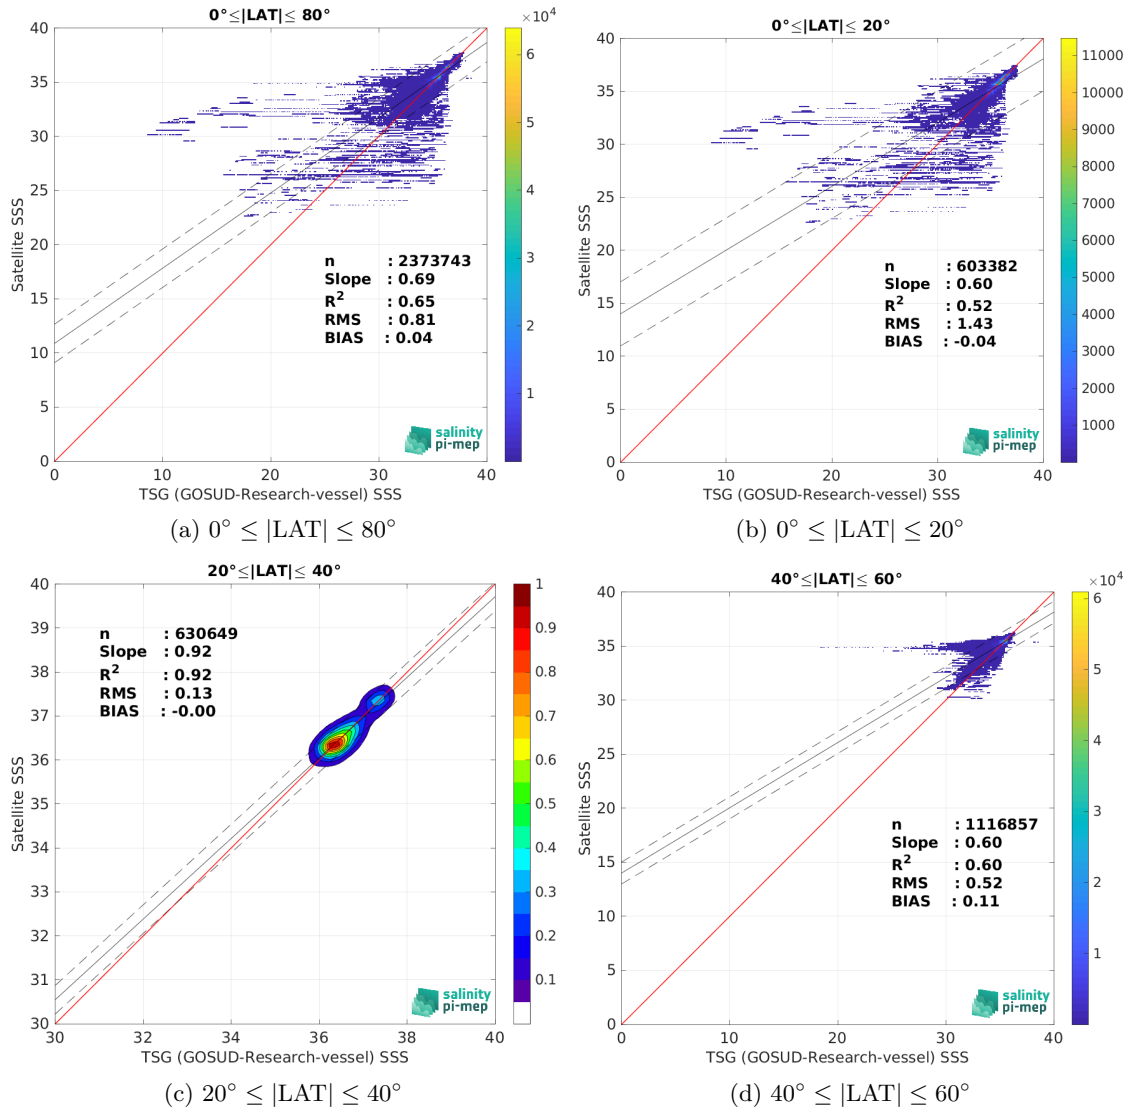 0°≤|LAT|≤ 80°
×10⁴
Satellite SSS
40
35
30
25
20
15
10
5
0
0
10
20
30
40
6
5
4
3
2
1
n : 2373743
Slope : 0.69
R² : 0.65
RMS : 0.81
BIAS : 0.04
salinity
pi-mep
TSG (GOSUD-Research-vessel) SSS
(a) 0° ≤ |LAT| ≤ 80°
0°≤|LAT|≤ 20°
Satellite SSS
40
35
30
25
20
15
10
5
0
0
10
20
30
40
11000
10000
9000
8000
7000
6000
5000
4000
3000
2000
1000
n : 603382
Slope : 0.60
R² : 0.52
RMS : 1.43
BIAS : -0.04
salinity
pi-mep
TSG (GOSUD-Research-vessel) SSS
(b) 0° ≤ |LAT| ≤ 20°
20°≤|LAT|≤ 40°
Satellite SSS
40
39
38
37
36
35
34
33
32
31
30
30
32
34
36
38
40
1
0.9
0.8
0.7
0.6
0.5
0.4
0.3
0.2
0.1
n : 630649
Slope : 0.92
R² : 0.92
RMS : 0.13
BIAS : -0.00
salinity
pi-mep
TSG (GOSUD-Research-vessel) SSS
(c) 20° ≤ |LAT| ≤ 40°
40°≤|LAT|≤ 60°
×10⁴
Satellite SSS
40
35
30
25
20
15
10
5
0
0
10
20
30
40
6
5
4
3
2
1
n : 1116857
Slope : 0.60
R² : 0.60
RMS : 0.52
BIAS : 0.11
salinity
pi-mep
TSG (GOSUD-Research-vessel) SSS
(d) 40° ≤ |LAT| ≤ 60°